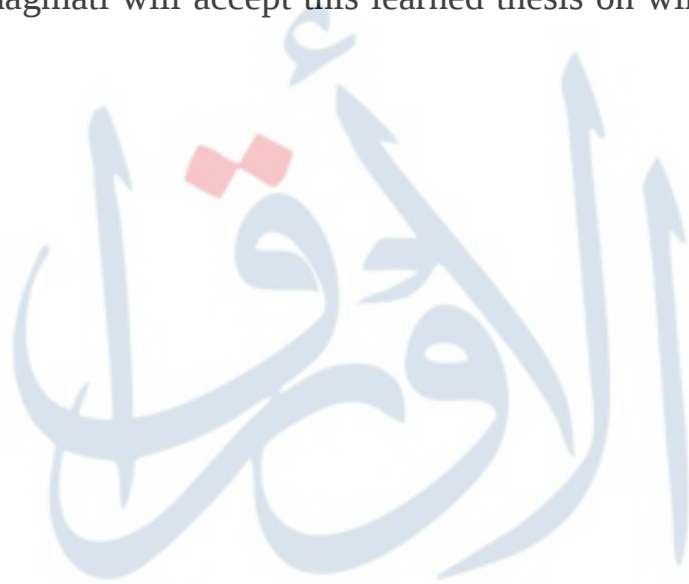 will accept this learned thesis on
الأوراق